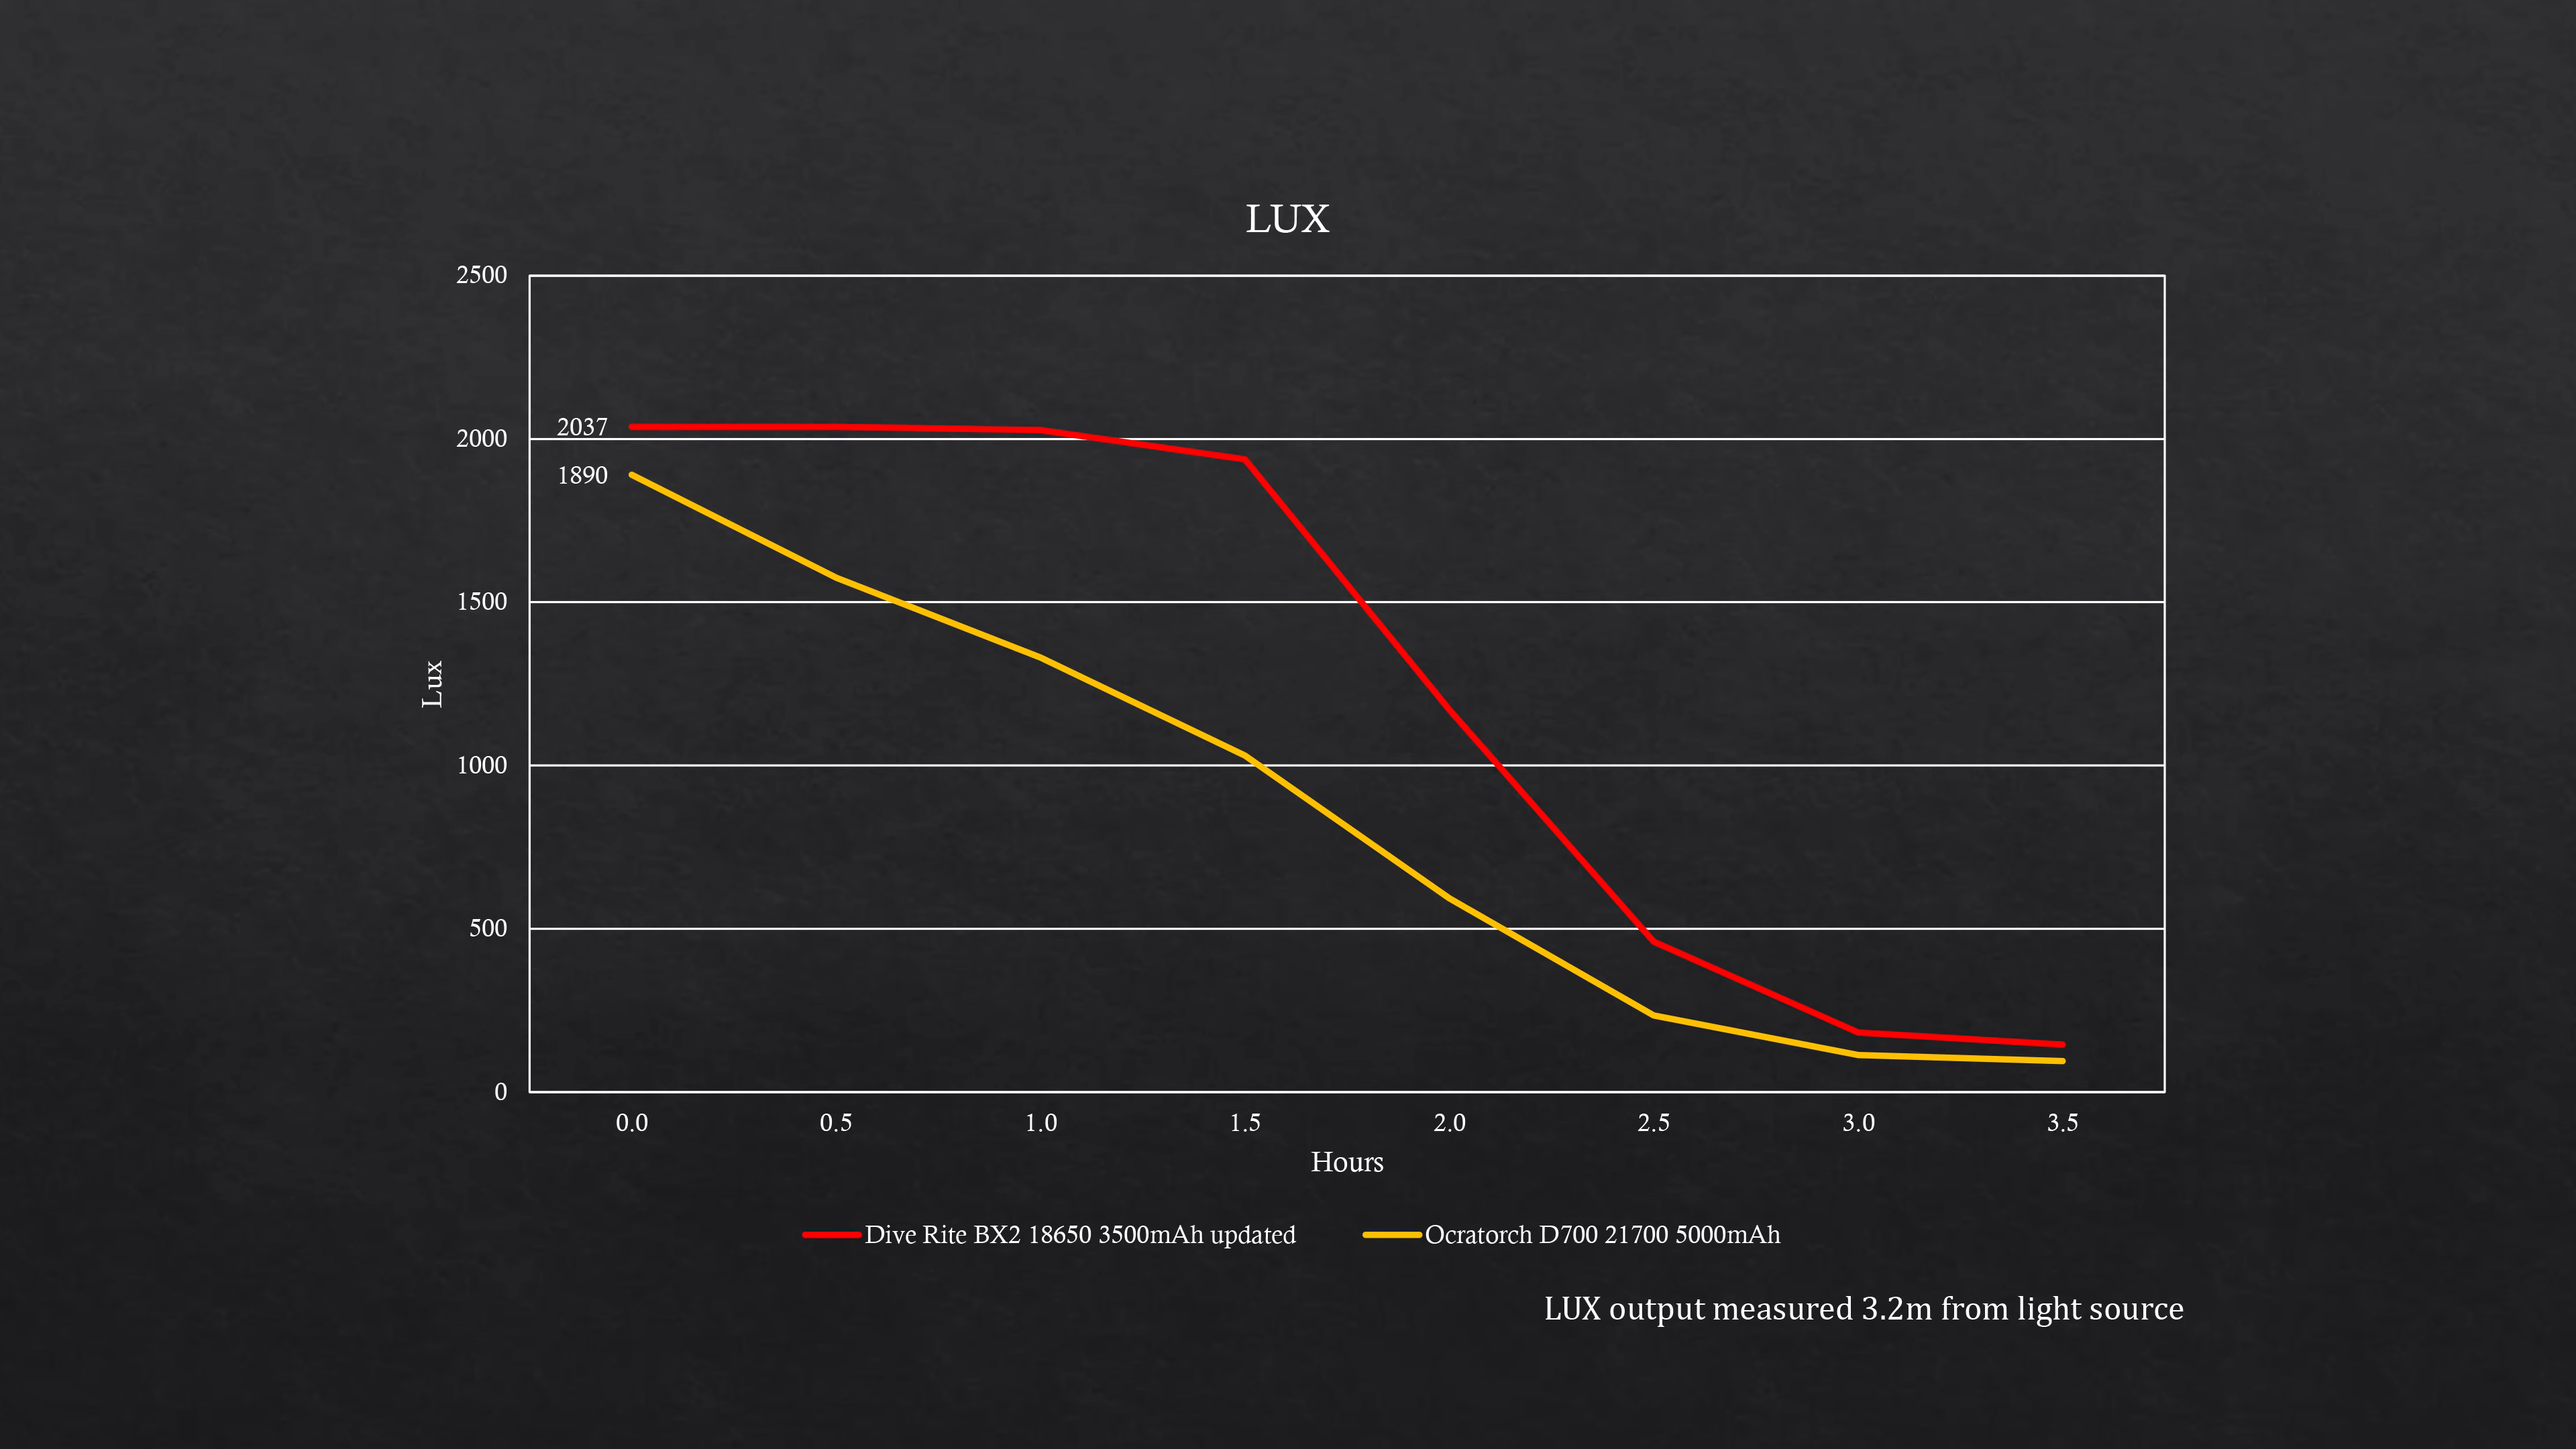 LUX
2500
2037
2000
1890
1500
Lux
1000
500
0
0.0 0.5 1.0 1.5 2.0 2.5 3.0 3.5
Hours
Dive Rite BX2 18650 3500mAh updated Ocratorch D700 21700 5000mAh
LUX output measured 3.2m from light source